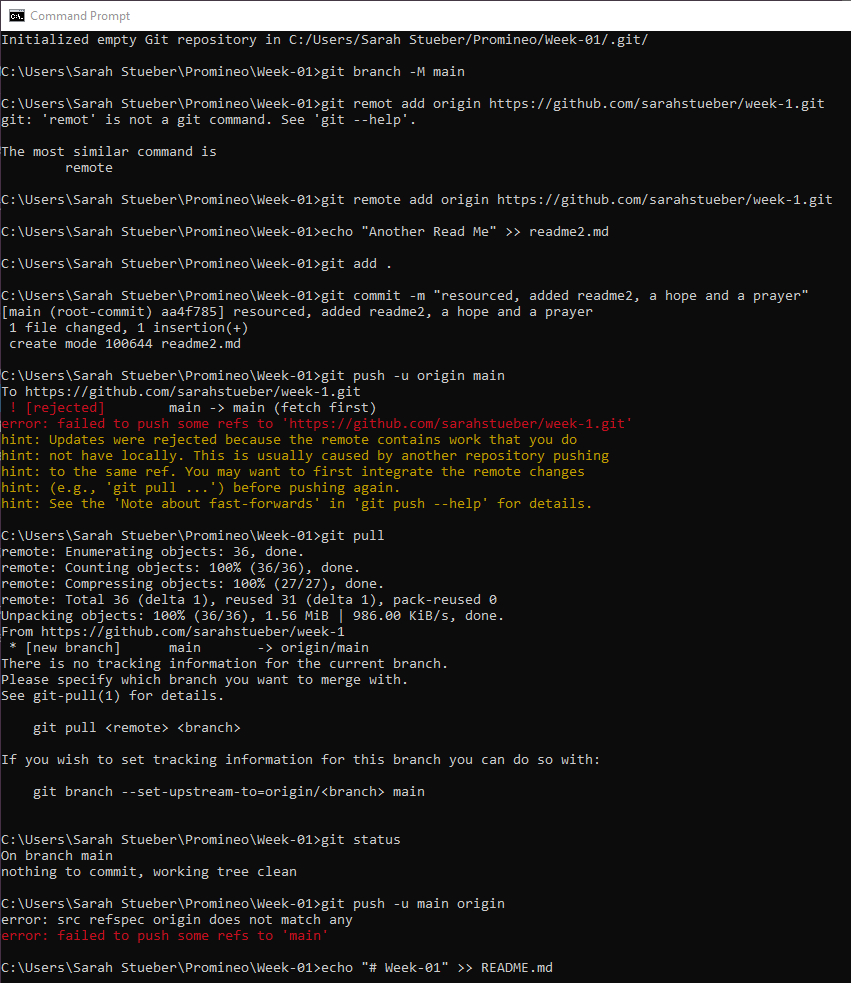 Command Prompt
Initialized empty Git repository in C:/Users/Sarah Stueber/Promineo/Week-01/.git/
C:\Users\Sarah Stueber\Promineo\Week-01>git branch -M main
C:\Users\Sarah Stueber\Promineo\Week-01>git remot add origin https://github.com/sarahstueber/week-1.git
git: 'remot' is not a git command. See 'git --help'.
The most similar command is
        remote
C:\Users\Sarah Stueber\Promineo\Week-01>git remote add origin https://github.com/sarahstueber/week-1.git
C:\Users\Sarah Stueber\Promineo\Week-01>echo "Another Read Me" >> readme2.md
C:\Users\Sarah Stueber\Promineo\Week-01>git add .
C:\Users\Sarah Stueber\Promineo\Week-01>git commit -m "resourced, added readme2, a hope and a prayer"
[main (root-commit) aa4f785] resourced, added readme2, a hope and a prayer
 1 file changed, 1 insertion(+)
 create mode 100644 readme2.md
C:\Users\Sarah Stueber\Promineo\Week-01>git push -u origin main
To https://github.com/sarahstueber/week-1.git
 ! [rejected]        main -> main (fetch first)
error: failed to push some refs to 'https://github.com/sarahstueber/week-1.git'
hint: Updates were rejected because the remote contains work that you do
hint: not have locally. This is usually caused by another repository pushing
hint: to the same ref. You may want to first integrate the remote changes
hint: (e.g., 'git pull ...') before pushing again.
hint: See the 'Note about fast-forwards' in 'git push --help' for details.
C:\Users\Sarah Stueber\Promineo\Week-01>git pull
remote: Enumerating objects: 36, done.
remote: Counting objects: 100% (36/36), done.
remote: Compressing objects: 100% (27/27), done.
remote: Total 36 (delta 1), reused 31 (delta 1), pack-reused 0
Unpacking objects: 100% (36/36), 1.56 MiB | 986.00 KiB/s, done.
From https://github.com/sarahstueber/week-1
 * [new branch]      main       -> origin/main
There is no tracking information for the current branch.
Please specify which branch you want to merge with.
See git-pull(1) for details.
    git pull <remote> <branch>
If you wish to set tracking information for this branch you can do so with:
    git branch --set-upstream-to=origin/<branch> main
C:\Users\Sarah Stueber\Promineo\Week-01>git status
On branch main
nothing to commit, working tree clean
C:\Users\Sarah Stueber\Promineo\Week-01>git push -u main origin
error: src refspec origin does not match any
error: failed to push some refs to 'main'
C:\Users\Sarah Stueber\Promineo\Week-01>echo "# Week-01" >> README.md